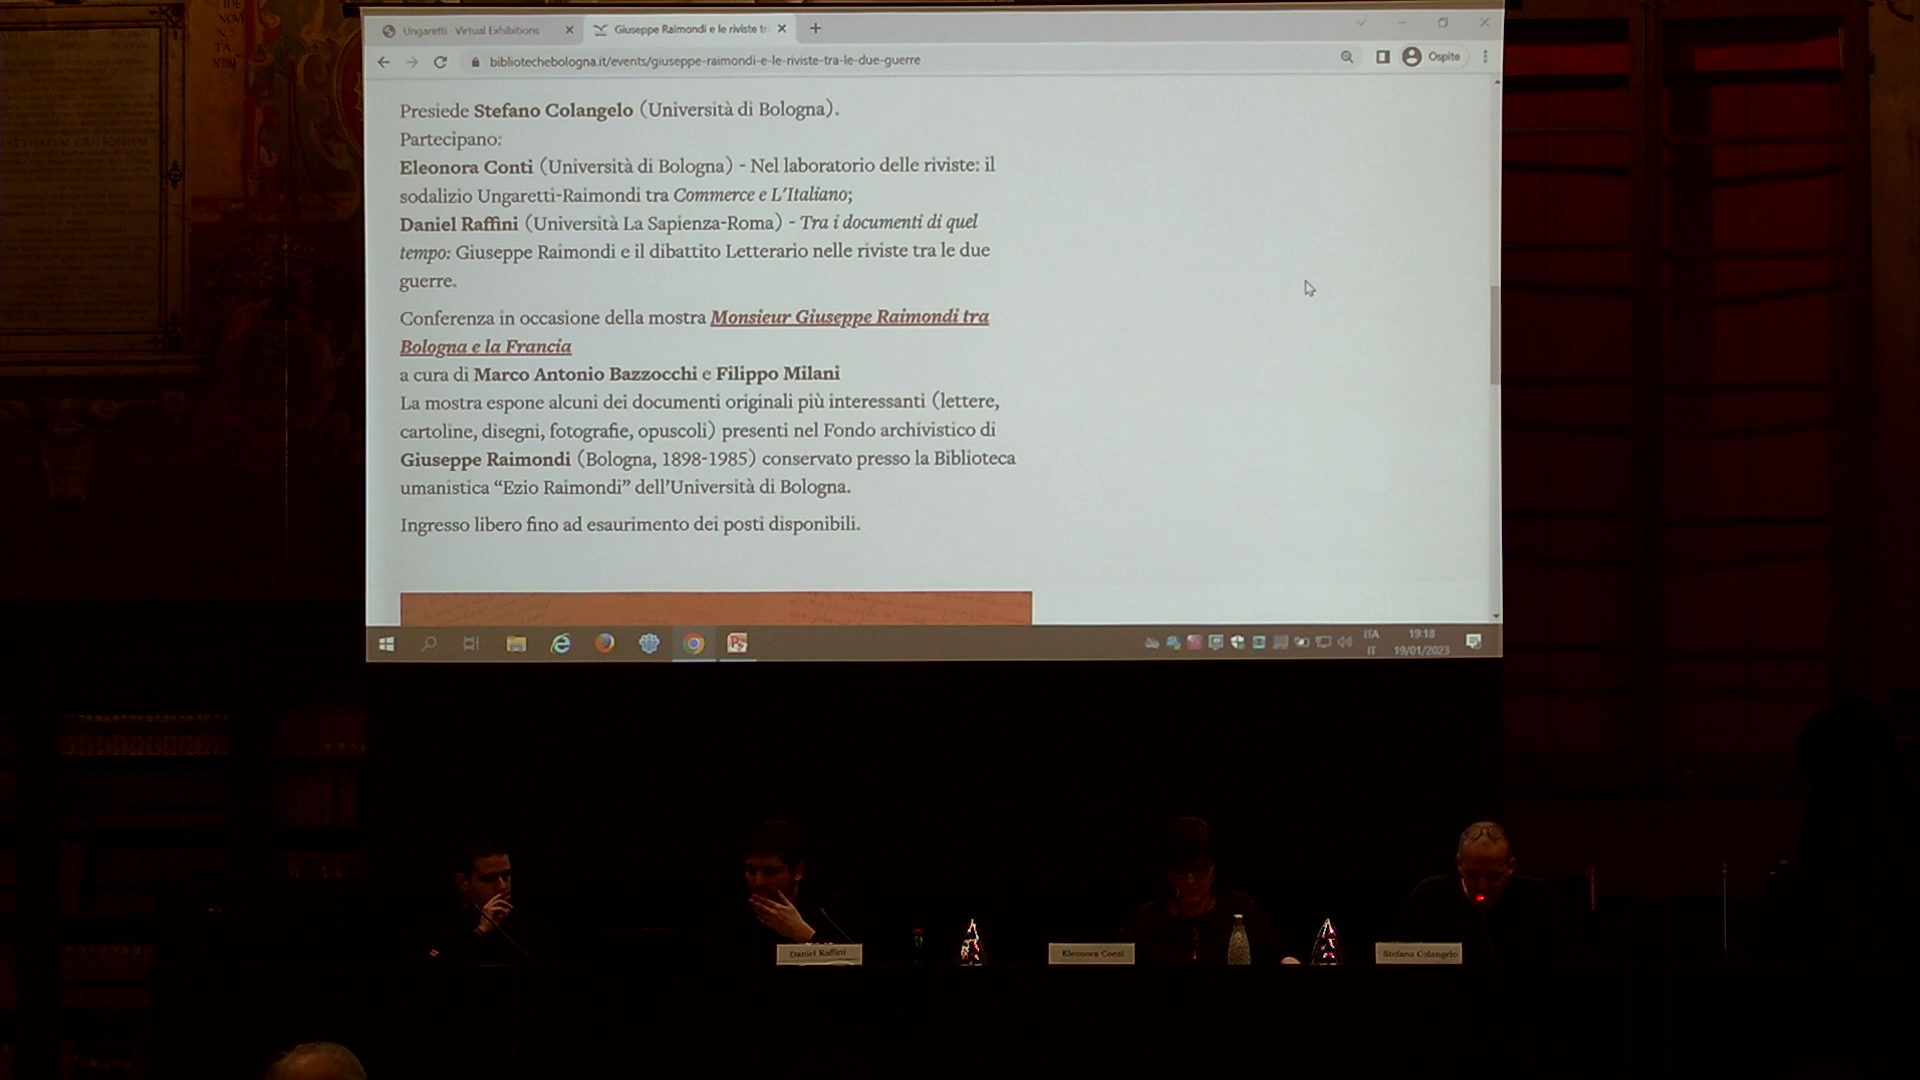 Ungaretti Virtual Exhibitions
Giuseppe Raimondi e le riviste tr
bibliotechebologna.it/events/giuseppe-raimondi-e-le-riviste-tra-le-due-guerre
Ospite
Presiede Stefano Colangelo (Università di Bologna).
Partecipano:
Eleonora Conti (Università di Bologna) - Nel laboratorio delle riviste: il
sodalizio Ungaretti-Raimondi tra Commerce e L'Italiano;
Daniel Raffini (Università La Sapienza-Roma) - Tra i documenti di quel
tempo: Giuseppe Raimondi e il dibattito Letterario nelle riviste tra le due
guerre.
Conferenza in occasione della mostra Monsieur Giuseppe Raimondi tra
Bologna e la Francia
a cura di Marco Antonio Bazzocchi e Filippo Milani
La mostra espone alcuni dei documenti originali più interessanti (lettere,
cartoline, disegni, fotografie, opuscoli) presenti nel Fondo archivistico di
Giuseppe Raimondi (Bologna, 1898-1985) conservato presso la Biblioteca
umanistica “Ezio Raimondi” dell'Università di Bologna.
Ingresso libero fino ad esaurimento dei posti disponibili.
ITA
IT
19:18
19/01/2023
Daniel Raffini
Eleonora Conti
Stefano Colangelo